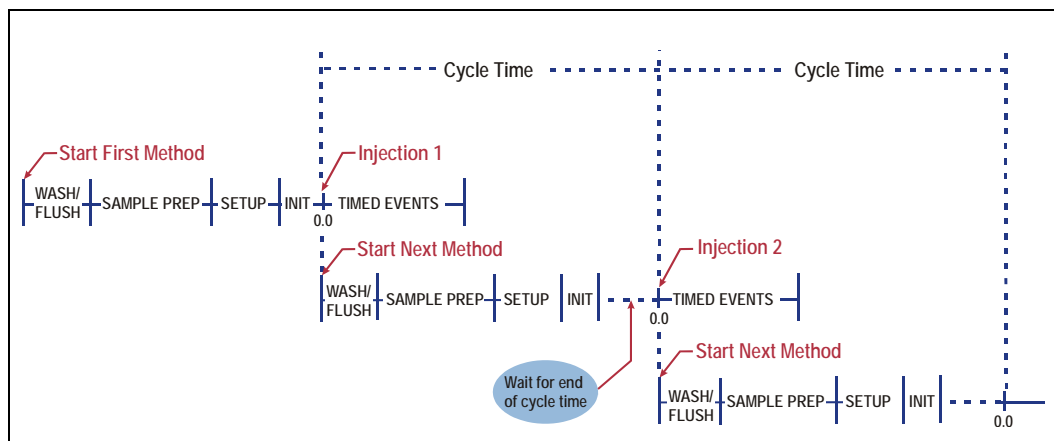 Cycle Time
Cycle Time
Start First Method
Injection 1
WASH/
FLUSH
SAMPLE PREP
SETUP
INIT
TIMED EVENTS
0.0
Start Next Method
Injection 2
WASH/
FLUSH
SAMPLE PREP
SETUP
INIT
TIMED EVENTS
0.0
Wait for end
of cycle time
Start Next Method
WASH/
FLUSH
SAMPLE PREP
SETUP
INIT
0.0